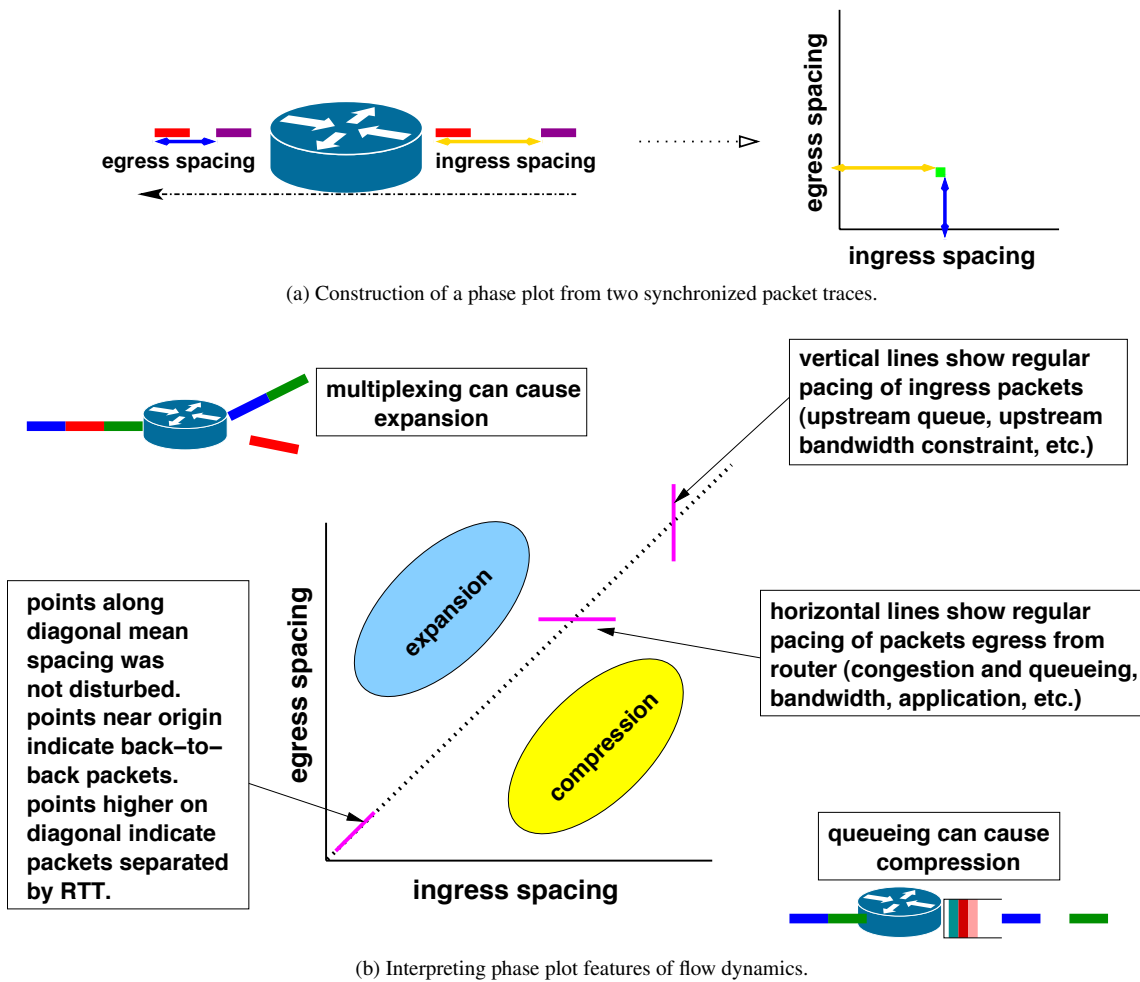 egress spacing
ingress spacing
egress spacing
ingress spacing
(a) Construction of a phase plot from two synchronized packet traces.
multiplexing can cause
expansion
vertical lines show regular
pacing of ingress packets
(upstream queue, upstream
bandwidth constraint, etc.)
points along
diagonal mean
spacing was
not disturbed.
points near origin
indicate back–to–
back packets.
points higher on
diagonal indicate
packets separated
by RTT.
egress spacing
expansion
compression
ingress spacing
horizontal lines show regular
pacing of packets egress from
router (congestion and queueing,
bandwidth, application, etc.)
queueing can cause
compression
(b) Interpreting phase plot features of flow dynamics.